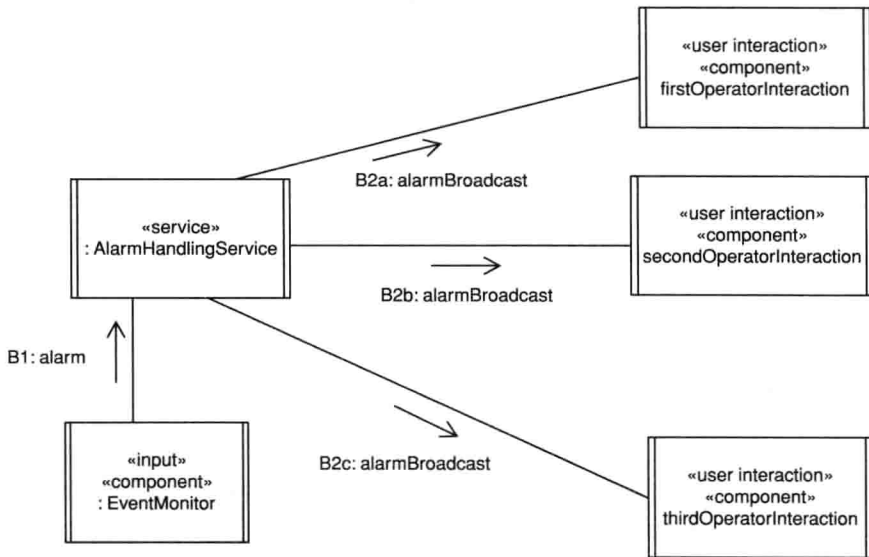 «user interaction»
«component»
firstOperatorInteraction
B2a: alarmBroadcast
«service»
: AlarmHandlingService
«user interaction»
«component»
secondOperatorInteraction
B2b: alarmBroadcast
B1: alarm
B2c: alarmBroadcast
«input»
«component»
: EventMonitor
«user interaction»
«component»
thirdOperatorInteraction